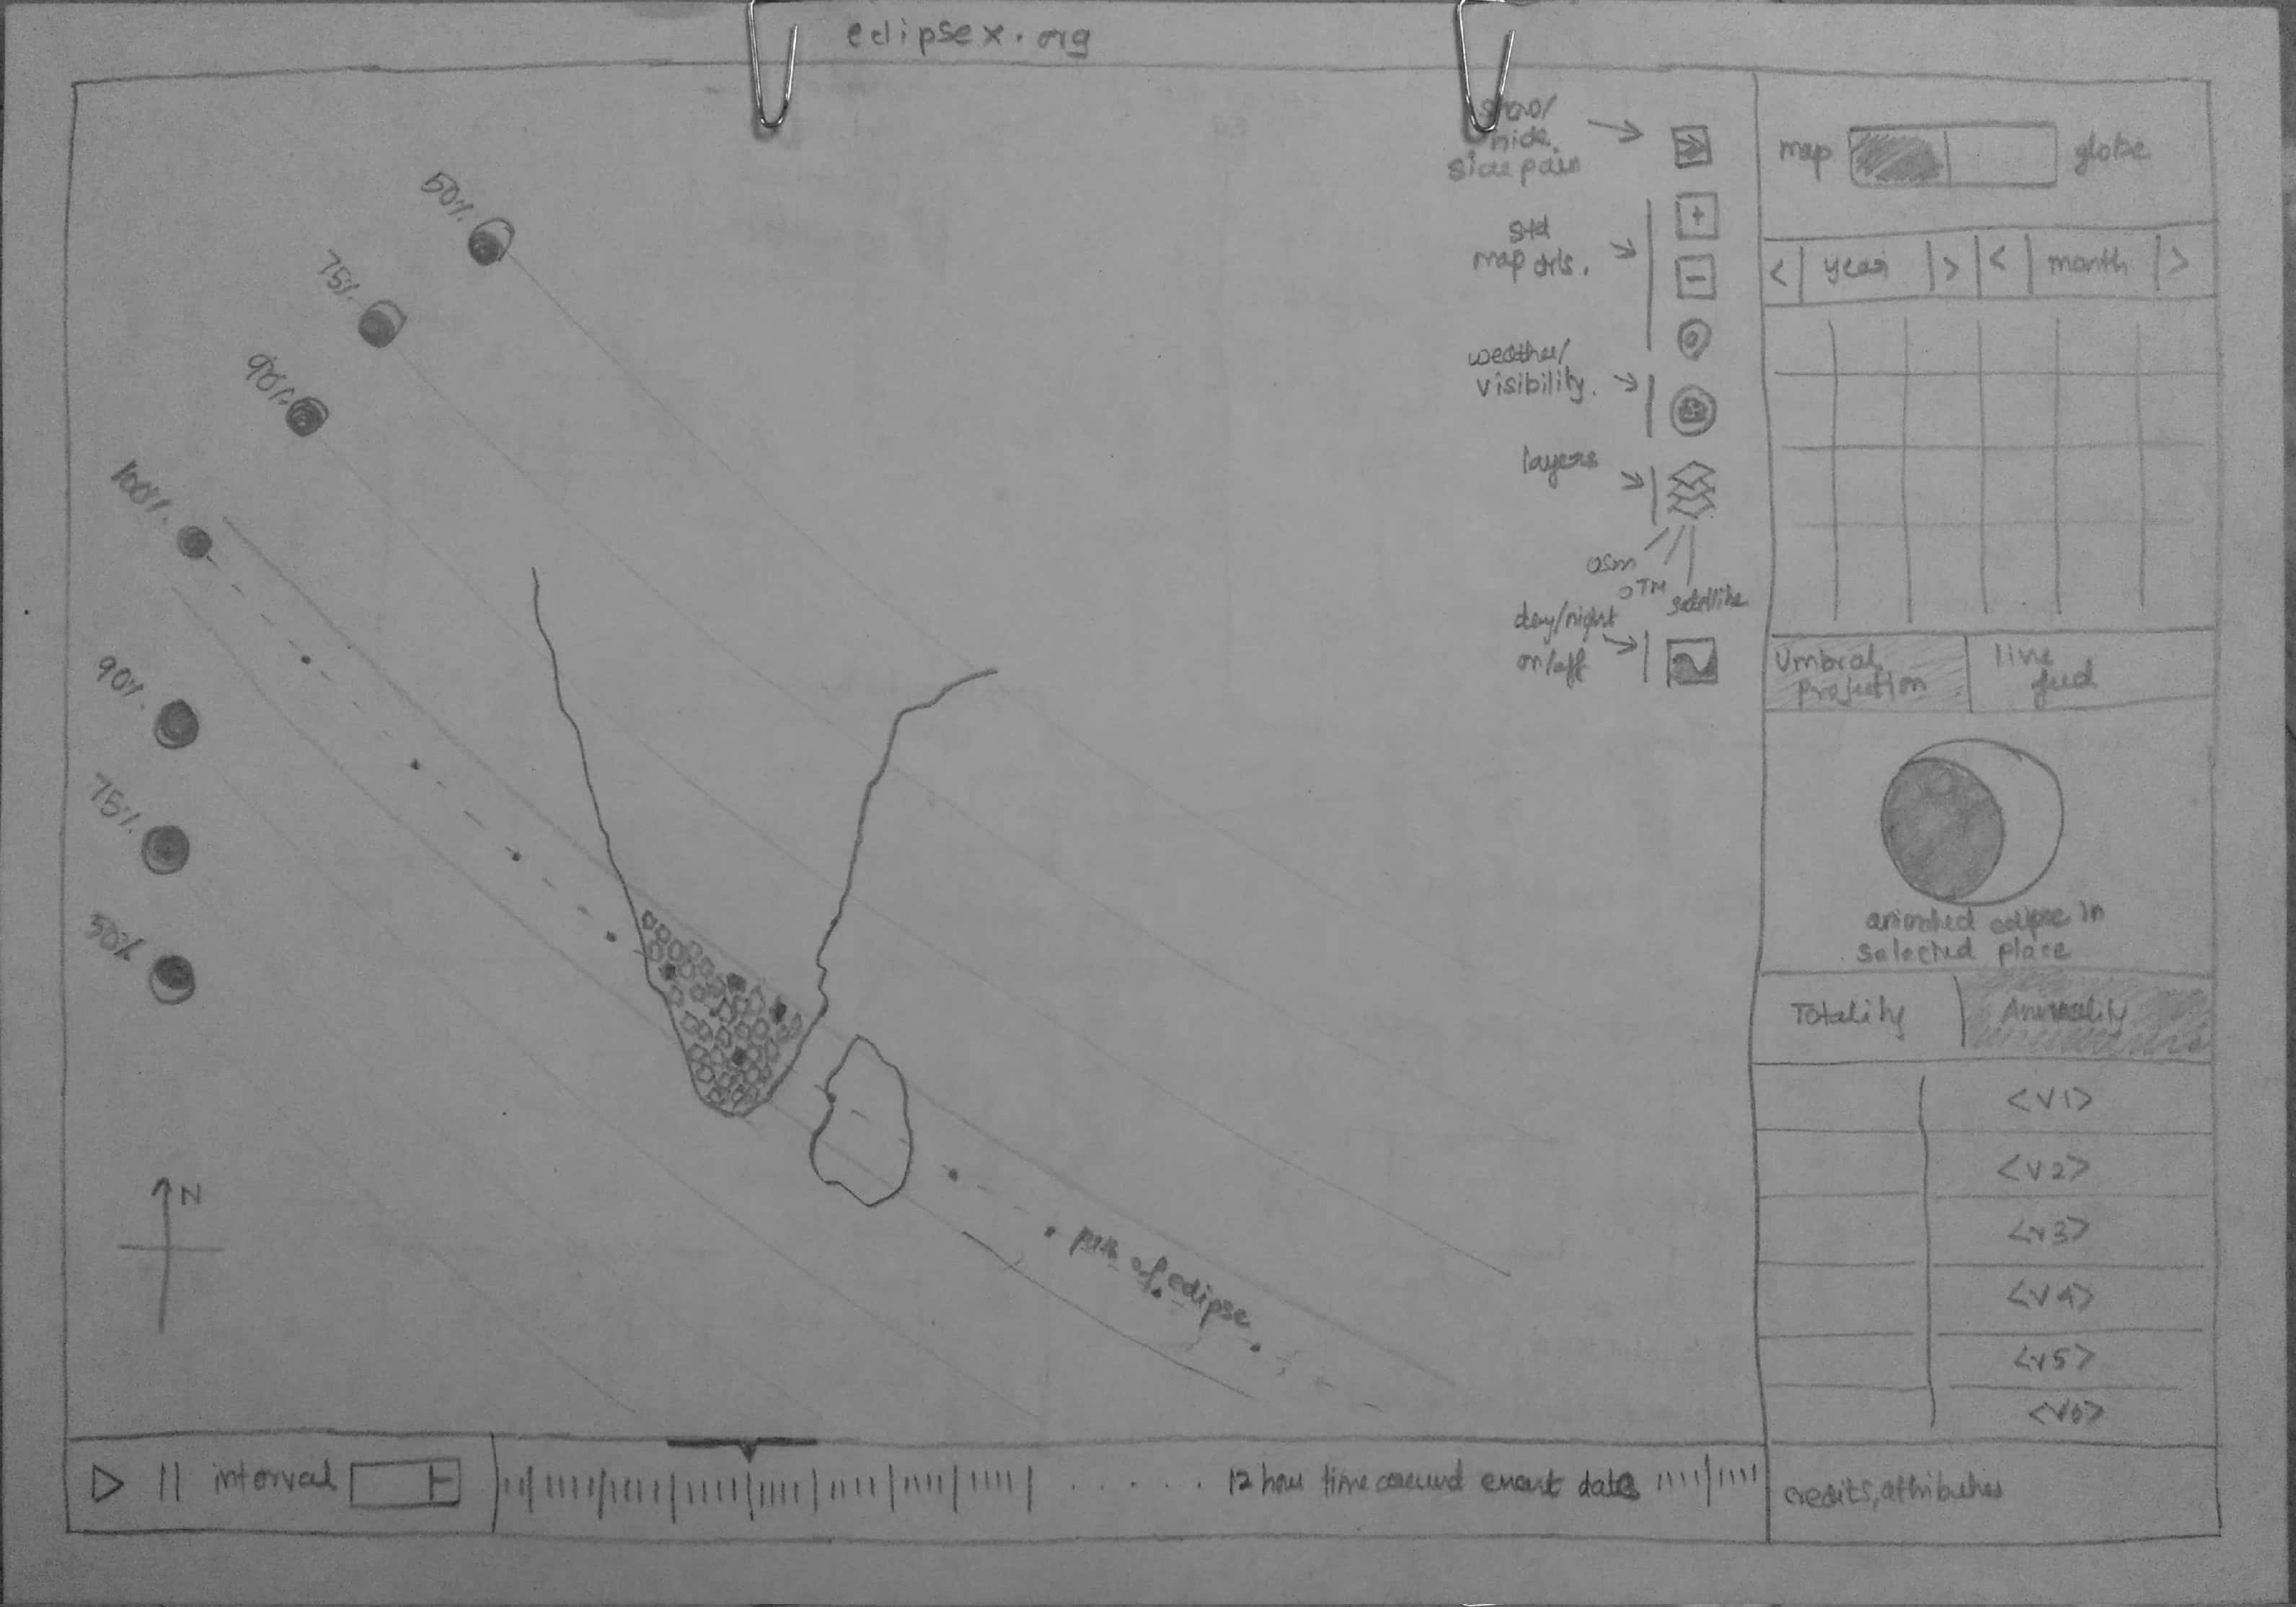 eclipsex.org
50%
75%
90%
100%
90%
75%
50%
N
show/
hide
side pain
std
map ctrls.
+
-
weather/
visibility.
layers
osm
OTM
satellite
day/night
on/off
path of eclipse
map
globe
< year > < month >
Umbral
Projection
live
feed
animated eclipse in
selected place
Totality
Annularity
<V1>
<V2>
<V3>
<V4>
<V5>
<V6>
interval
12 hour time around event date
credits, attributes